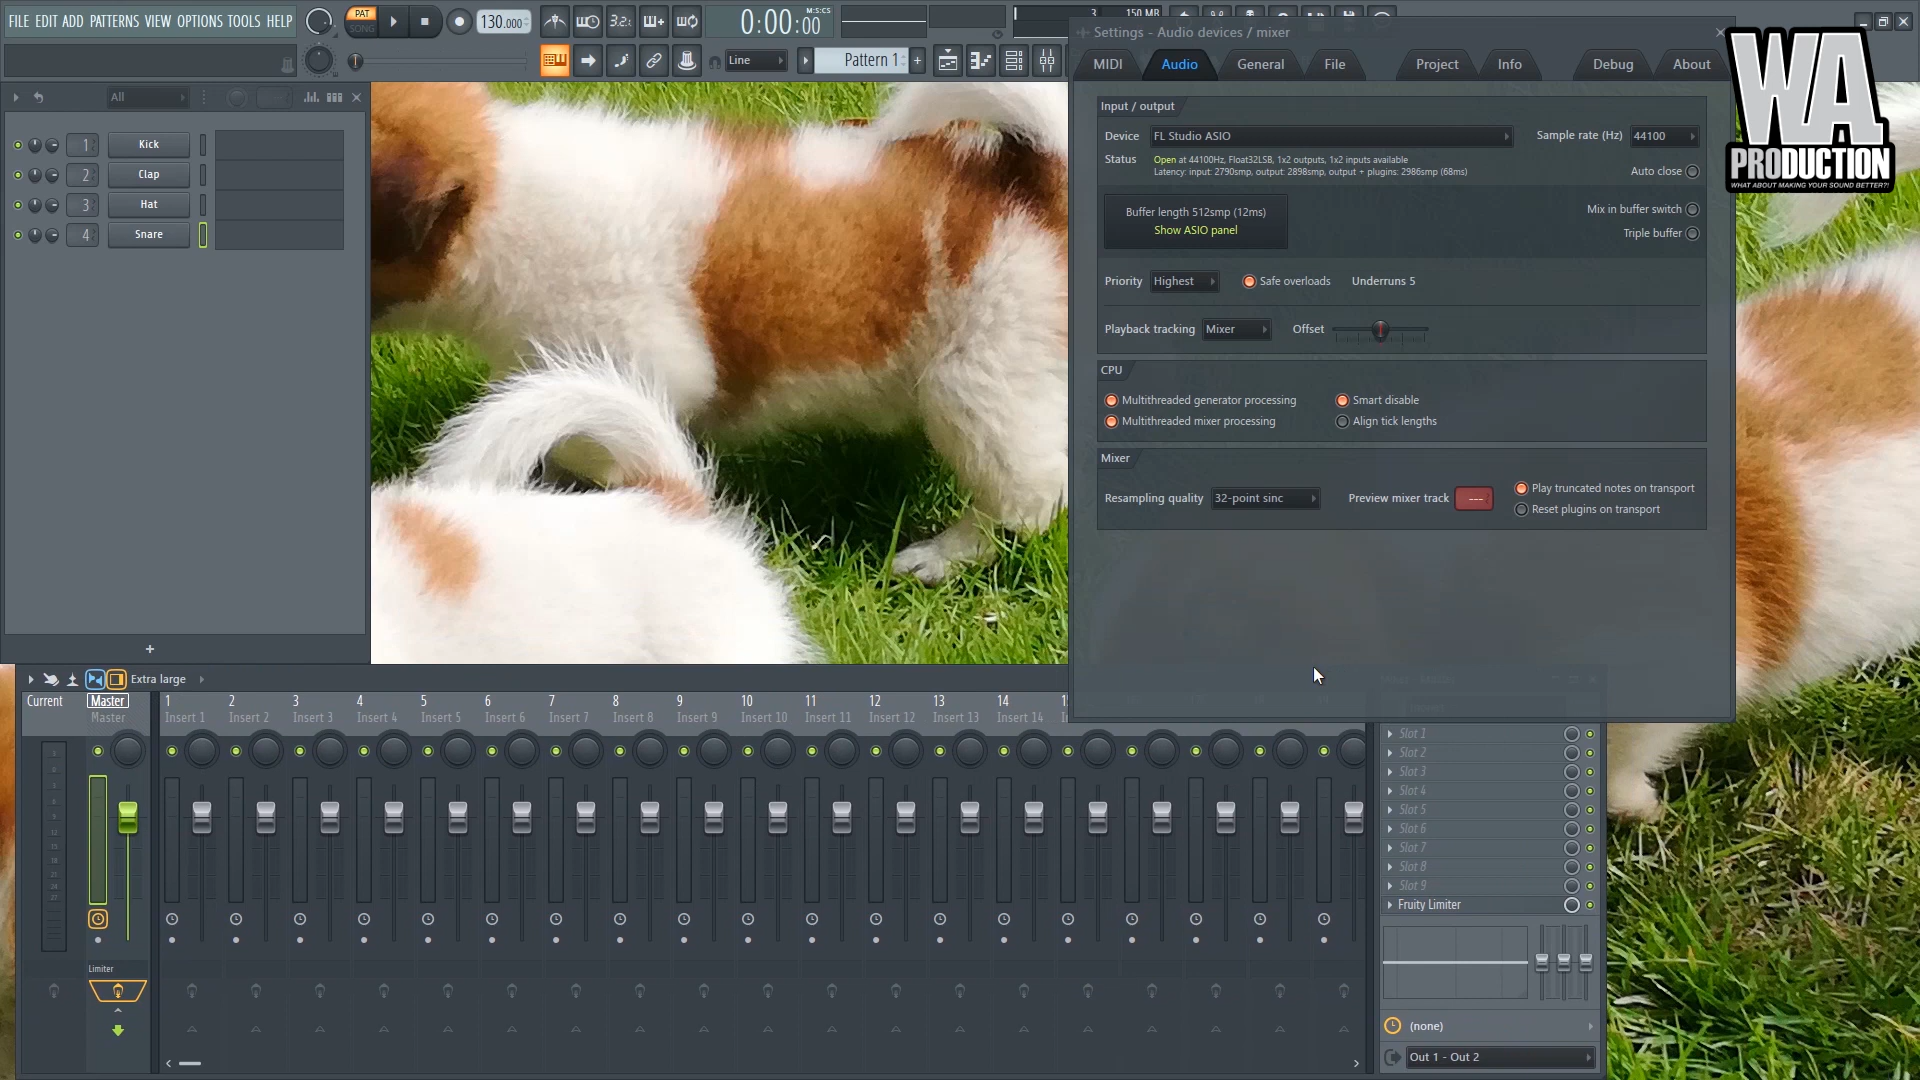 FILE EDIT ADD PATTERNS VIEW OPTIONS TOOLS HELP
PAT
SONG
130.000
3.2.
0:00:00
M:S:CS
3
150 MB
Line
Pattern 1
+
All
1 Kick
2 Clap
3 Hat
4 Snare
+
Settings - Audio devices / mixer
MIDI Audio General File Project Info Debug About
Input / output
Device FL Studio ASIO Sample rate (Hz) 44100
Status Open at 44100Hz, Float32LSB, 1x2 outputs, 1x2 inputs available
Latency: input: 2790smp, output: 2898smp, output + plugins: 2986smp (68ms)
Auto close
Buffer length 512smp (12ms)
Show ASIO panel
Mix in buffer switch
Triple buffer
Priority Highest Safe overloads Underruns 5
Playback tracking Mixer Offset
CPU
Multithreaded generator processing Smart disable
Multithreaded mixer processing Align tick lengths
Mixer
Resampling quality 32-point sinc Preview mixer track --- Play truncated notes on transport
Reset plugins on transport
WA
PRODUCTION
WHAT ABOUT MAKING YOUR SOUND BETTER?!
Extra large
Current Master 1 2 3 4 5 6 7 8 9 10 11 12 13 14
Master Insert 1 Insert 2 Insert 3 Insert 4 Insert 5 Insert 6 Insert 7 Insert 8 Insert 9 Insert 10 Insert 11 Insert 12 Insert 13 Insert 14
Limiter
Slot 1
Slot 2
Slot 3
Slot 4
Slot 5
Slot 6
Slot 7
Slot 8
Slot 9
Fruity Limiter
(none)
Out 1 - Out 2